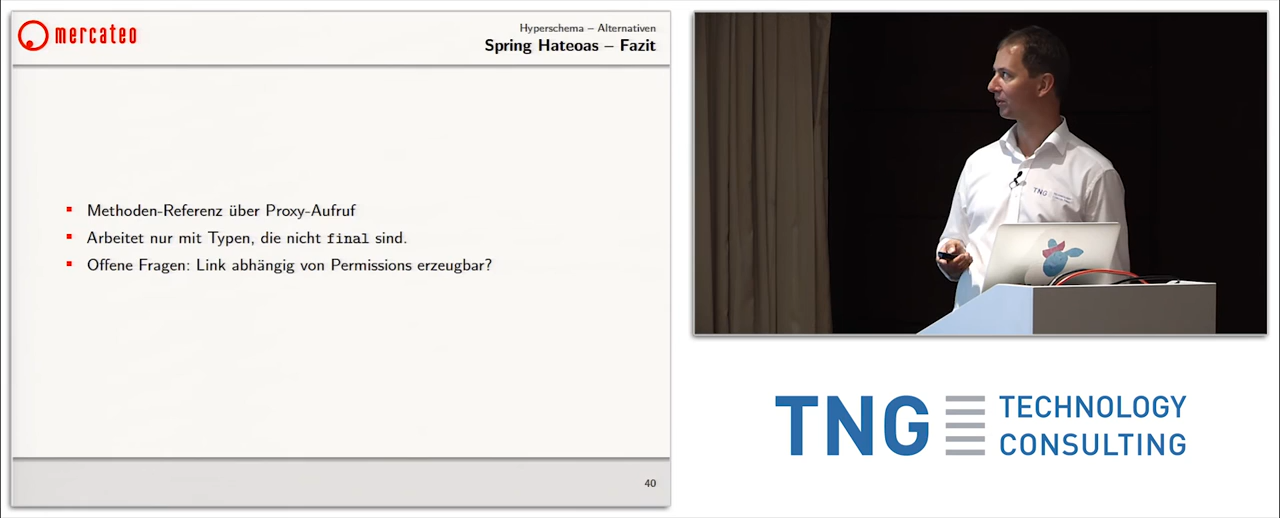 mercateo
Hyperschema – Alternativen
Spring Hateoas – Fazit
Methoden-Referenz über Proxy-Aufruf
Arbeitet nur mit Typen, die nicht final sind.
Offene Fragen: Link abhängig von Permissions erzeugbar?
40
TNG
TNG
TECHNOLOGY
CONSULTING